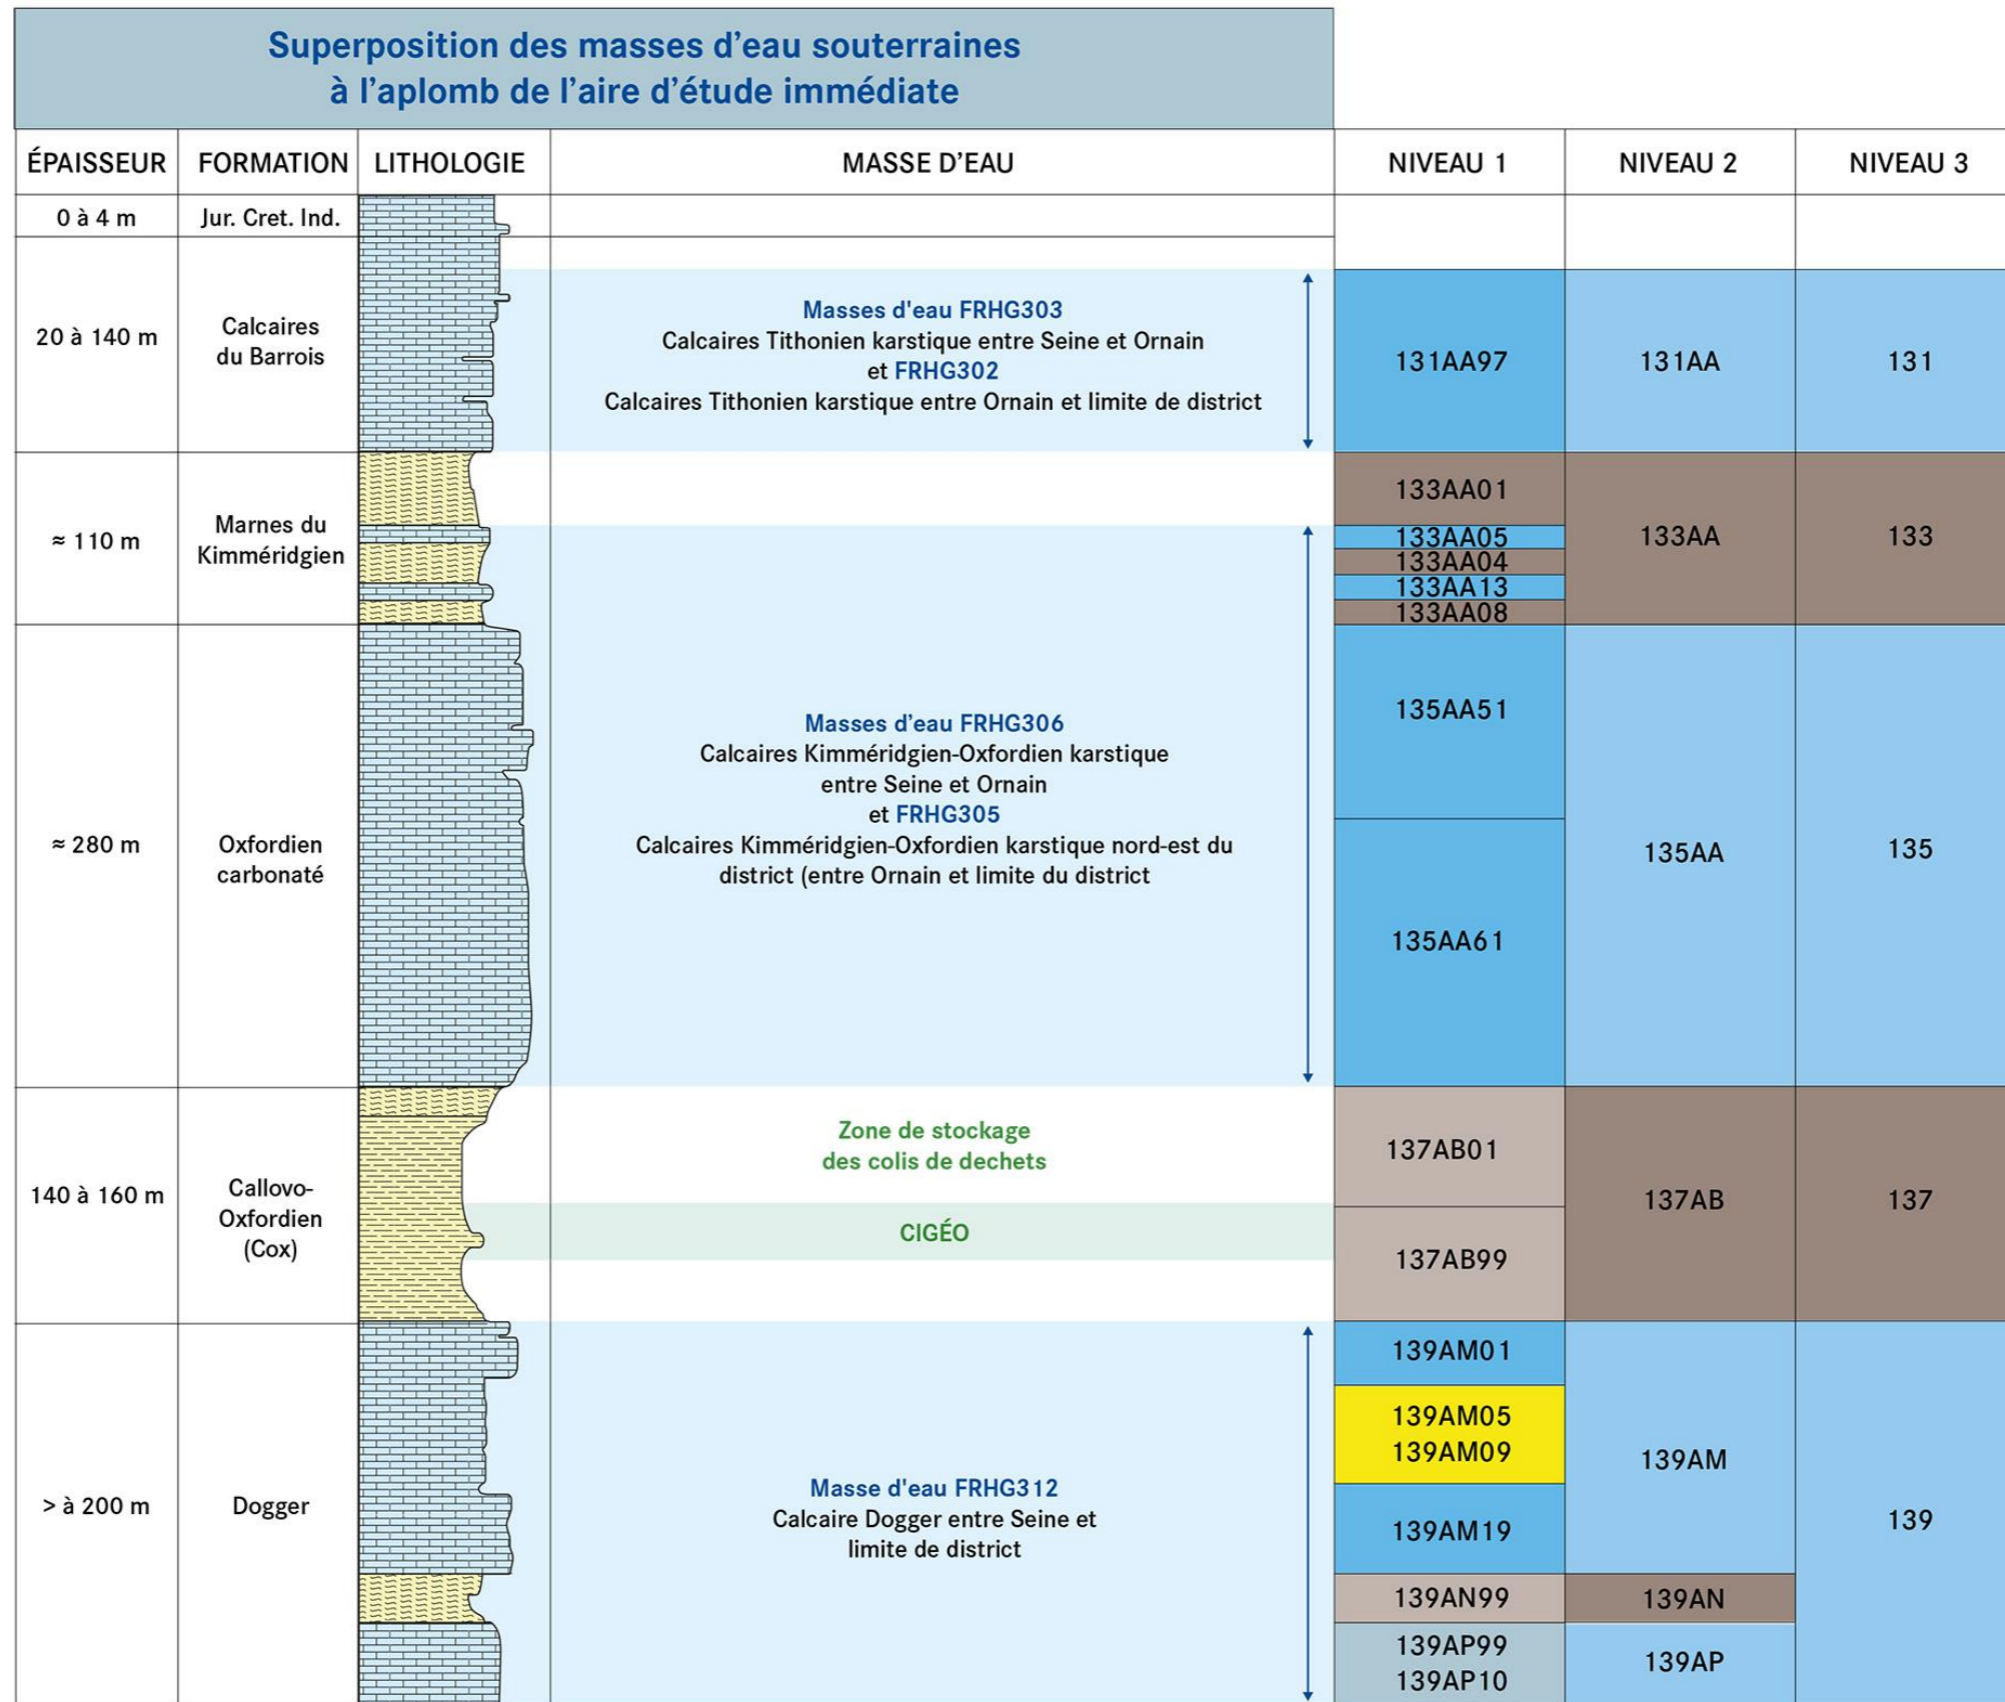 Superposition des masses d'eau souterraines
à l'aplomb de l'aire d'étude immédiate
ÉPAISSEUR FORMATION LITHOLOGIE MASSE D'EAU NIVEAU 1 NIVEAU 2 NIVEAU 3
0 à 4 m Jur. Cret. Ind.
20 à 140 m
Calcaires
du Barrois
Masses d'eau FRHG303
Calcaires Tithonien karstique entre Seine et Ornain
et FRHG302
Calcaires Tithonien karstique entre Ornain et limite de district
131AA97 131AA 131
≈ 110 m
Marnes du
Kimméridgien
133AA01
133AA05
133AA04
133AA13
133AA08
133AA 133
≈ 280 m
Oxfordien
carbonaté
Masses d'eau FRHG306
Calcaires Kimméridgien-Oxfordien karstique
entre Seine et Ornain
et FRHG305
Calcaires Kimméridgien-Oxfordien karstique nord-est du
district (entre Ornain et limite du district
135AA51
135AA61
135AA 135
140 à 160 m
Callovo-
Oxfordien
(Cox)
Zone de stockage
des colis de dechets
CIGÉO
137AB01
137AB99
137AB 137
> à 200 m
Dogger
Masse d'eau FRHG312
Calcaire Dogger entre Seine et
limite de district
139AM01
139AM05
139AM09
139AM19
139AN99
139AP99
139AP10
139AM
139AN
139AP
139